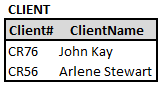 CLIENT
Client# ClientName
CR76 John Kay
CR56 Arlene Stewart